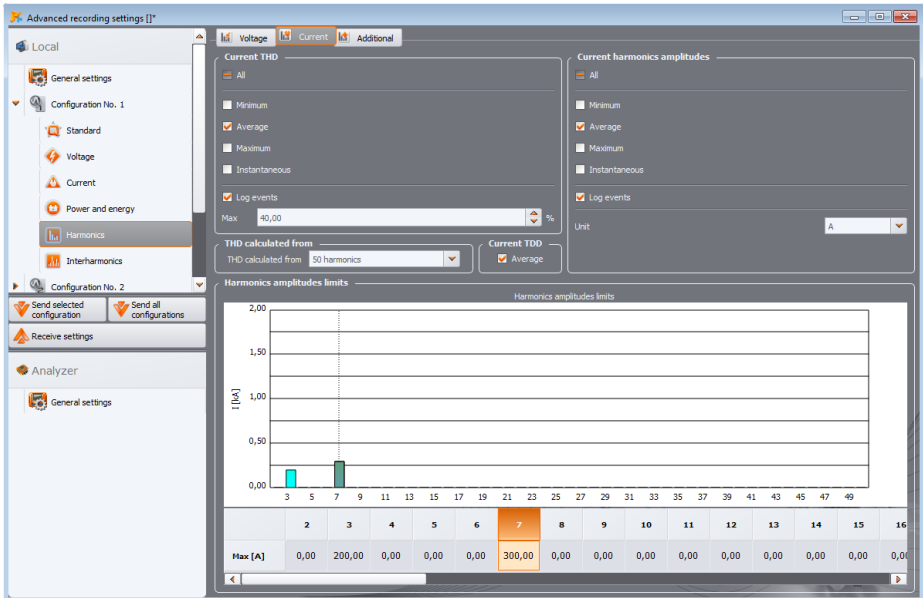 Advanced recording settings []*
Local
General settings
Configuration No. 1
Standard
Voltage
Current
Power and energy
Harmonics
Interharmonics
Configuration No. 2
Send selected configuration
Send all configurations
Receive settings
Analyzer
General settings
Voltage Current Additional
Current THD
All
Minimum
Average
Maximum
Instantaneous
Log events
Max 40,00 %
Current harmonics amplitudes
All
Minimum
Average
Maximum
Instantaneous
Log events
Unit A
THD calculated from
THD calculated from 50 harmonics
Current TDD
Average
Harmonics amplitudes limits
Harmonics amplitudes limits
2,00
1,50
1,00
0,50
0,00
I [kA]
3 5 7 9 11 13 15 17 19 21 23 25 27 29 31 33 35 37 39 41 43 45 47 49
2 3 4 5 6 7 8 9 10 11 12 13 14 15 16
Max [A] 0,00 200,00 0,00 0,00 0,00 300,00 0,00 0,00 0,00 0,00 0,00 0,00 0,00 0,00 0,0